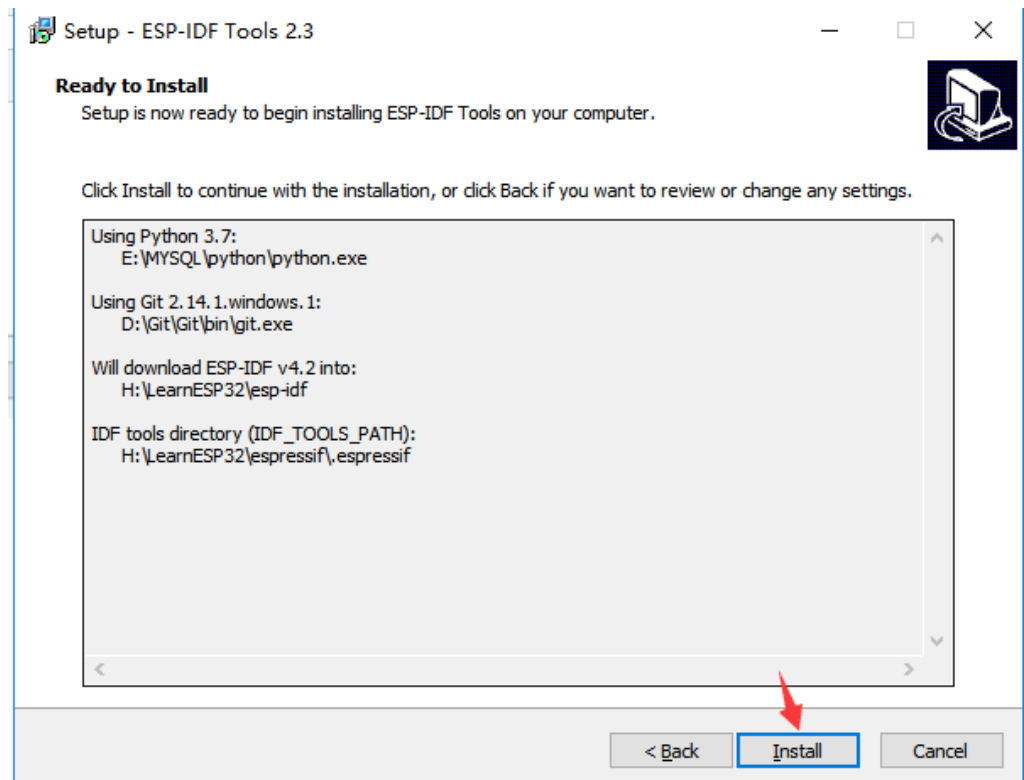 Setup - ESP-IDF Tools 2.3
Ready to Install
Setup is now ready to begin installing ESP-IDF Tools on your computer.
Click Install to continue with the installation, or click Back if you want to review or change any settings.
Using Python 3.7:
E:\MYSQL\python\python.exe
Using Git 2.14.1.windows.1:
D:\Git\Git\bin\git.exe
Will download ESP-IDF v4.2 into:
H:\LearnESP32\esp-idf
IDF tools directory (IDF_TOOLS_PATH):
H:\LearnESP32\espressif\.espressif
< Back
Install
Cancel